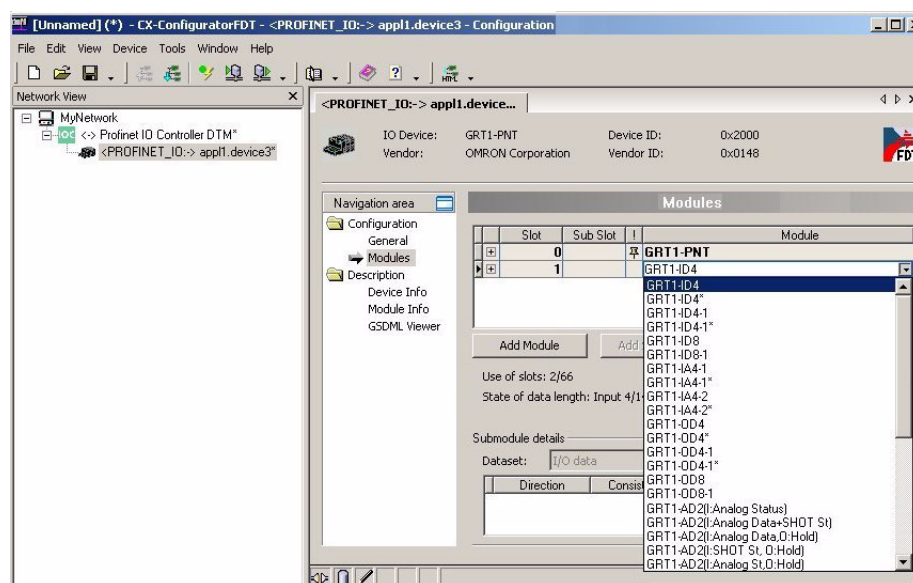 [Unnamed] (*) - CX-ConfiguratorFDT - <PROFINET_IO:-> appl1.device3 - Configuration
File Edit View Device Tools Window Help
Network View
MyNetwork
<-> Profinet IO Controller DTM*
<PROFINET_IO:-> appl1.device3*
<PROFINET_IO:-> appl1.device...
IO Device: GRT1-PNT Device ID: 0x2000
Vendor: OMRON Corporation Vendor ID: 0x0148
FDT
Navigation area
Configuration
General
Modules
Description
Device Info
Module Info
GSDML Viewer
Modules
Slot Sub Slot ! Module
0 GRT1-PNT
1 GRT1-ID4
GRT1-ID4
GRT1-ID4*
GRT1-ID4-1
GRT1-ID4-1*
GRT1-ID8
GRT1-ID8-1
GRT1-IA4-1
GRT1-IA4-1*
GRT1-IA4-2
GRT1-IA4-2*
GRT1-OD4
GRT1-OD4*
GRT1-OD4-1
GRT1-OD4-1*
GRT1-OD8
GRT1-OD8-1
GRT1-AD2(I:Analog Status)
GRT1-AD2(I:Analog Data+SHOT St)
GRT1-AD2(I:Analog Data,O:Hold)
GRT1-AD2(I:SHOT St, O:Hold)
GRT1-AD2(I:Analog St,O:Hold)
Add Module Add
Use of slots: 2/66
State of data length: Input 4/1
Submodule details
Dataset: I/O data
Direction Consis